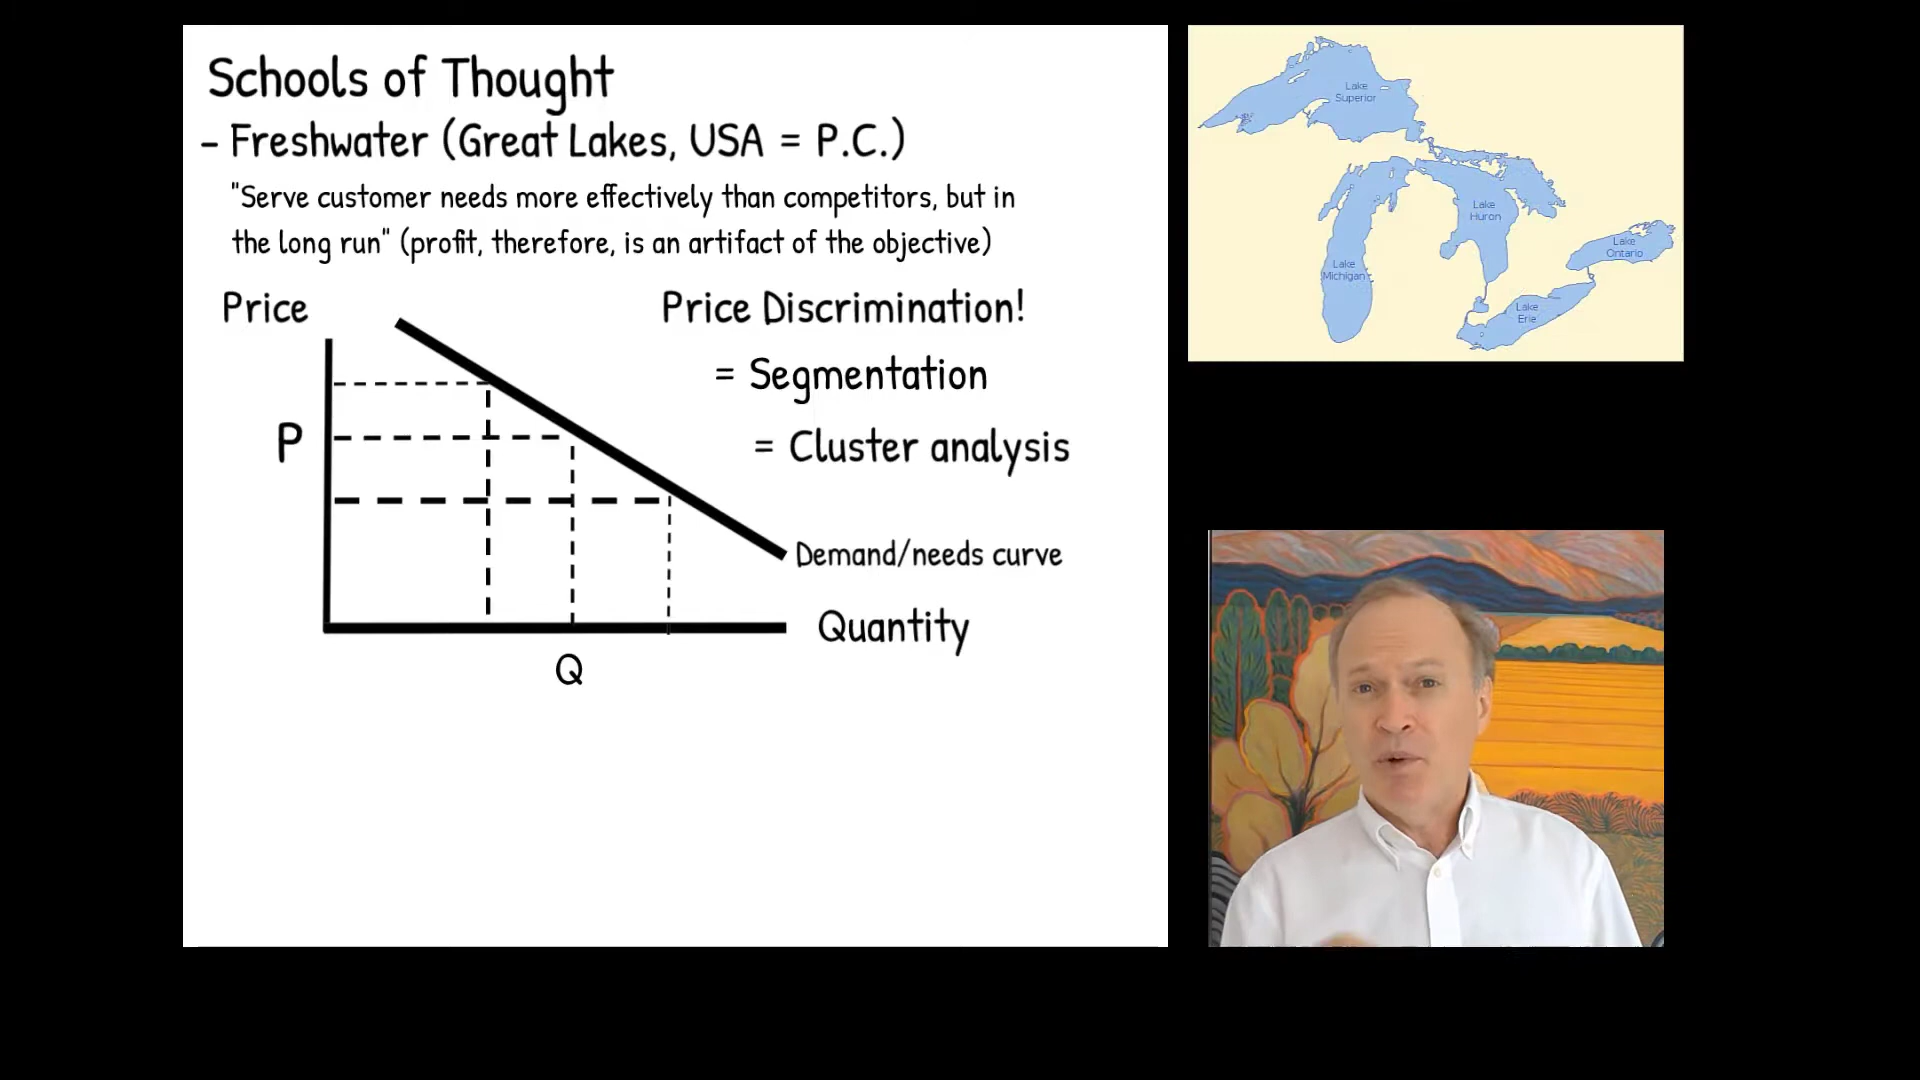 Schools of Thought
- Freshwater (Great Lakes, USA = P.C.)
"Serve customer needs more effectively than competitors, but in
the long run" (profit, therefore, is an artifact of the objective)
Price
Price Discrimination!
= Segmentation
P
= Cluster analysis
Demand/needs curve
Quantity
Q
Lake
Superior
Lake
Huron
Lake
Michigan
Lake
Ontario
Lake
Erie